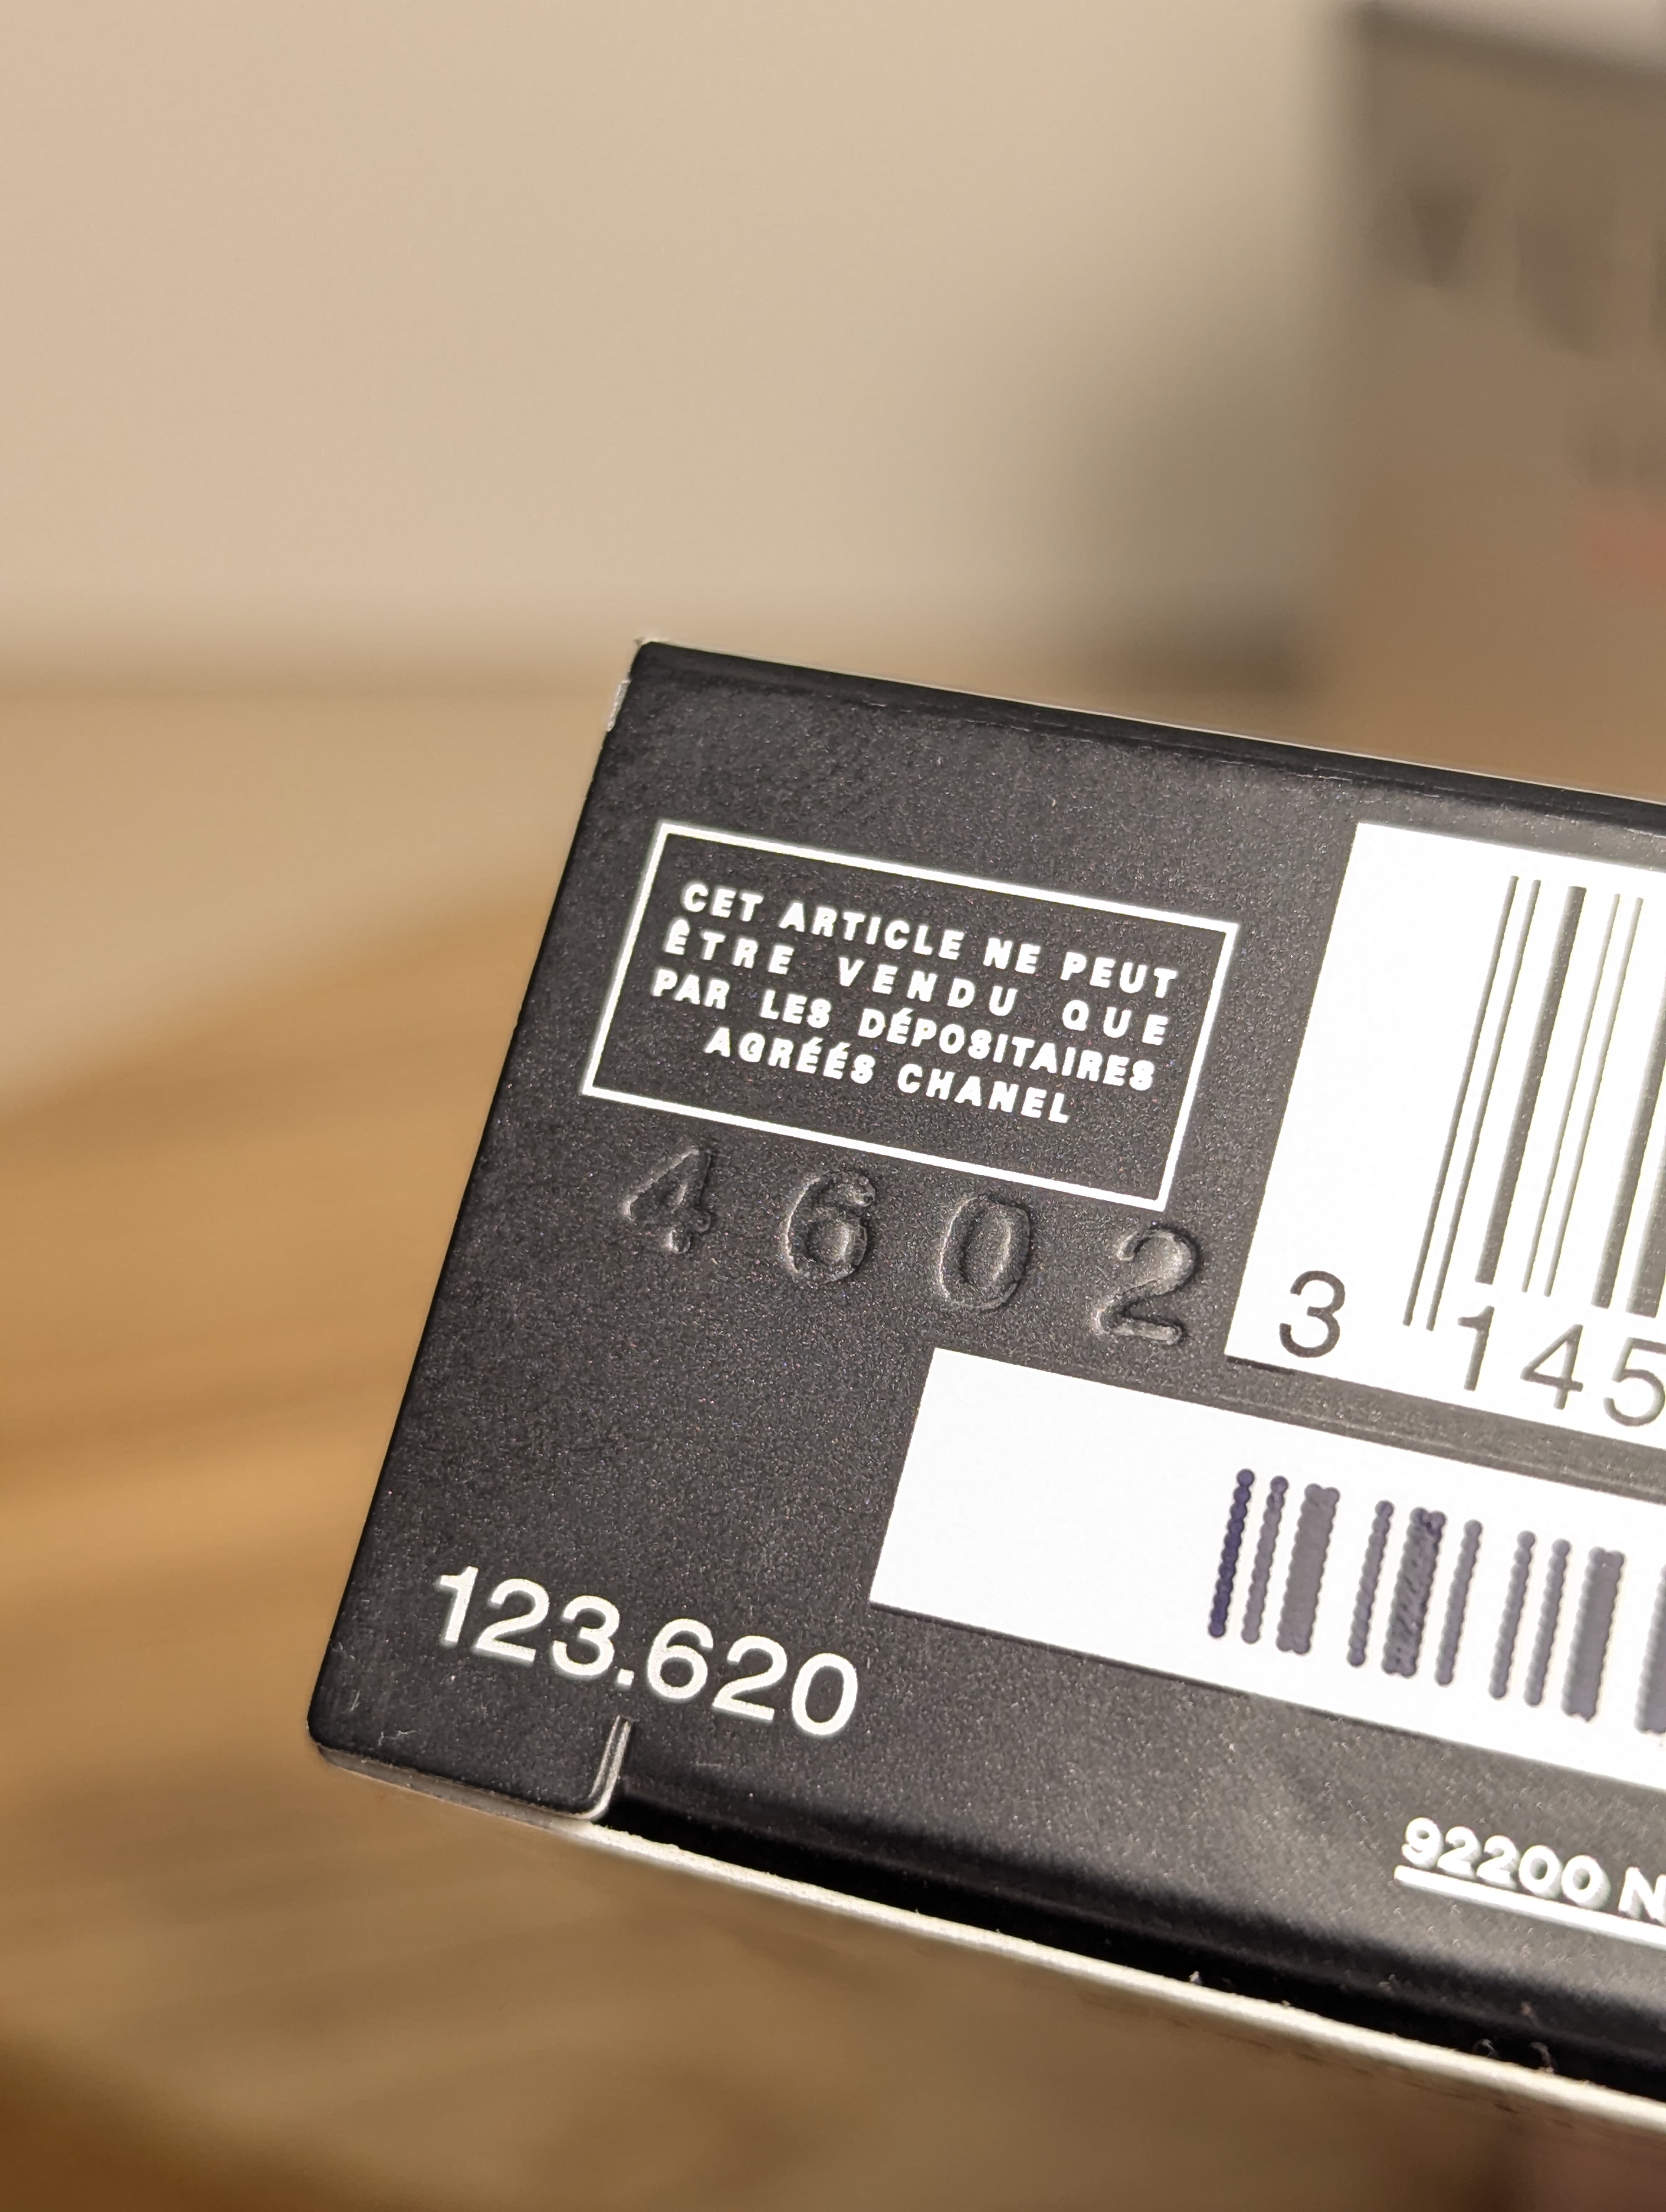 CET ARTICLE NE PEUT
ÊTRE VENDU QUE
PAR LES DÉPOSITAIRES
AGRÉÉS CHANEL
4602
3 145
123.620
92200 N